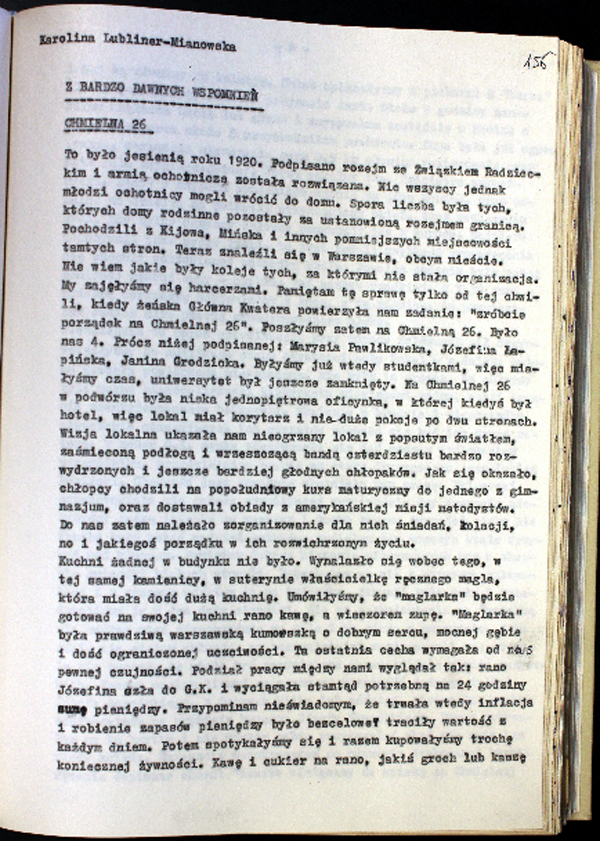 Karolina Lubliner-Mianowska
156
Z BARDZO DAWNYCH WSPOMNIEŃ
CHMIELNA 26
To było jesienią roku 1920. Podpisano rozejm ze Związkiem Radziec-
kim i armia ochotnicza została rozwiązana. Nie wszyscy jednak
młodzi ochotnicy mogli wrócić do domu. Spora liczba była tych,
których domy rodzinne pozostały za ustanowioną rozejmem granicą.
Pochodzili z Kijowa, Mińska i innych pomniejszych miejscowości
tamtych stron. Teraz znaleźli się w Warszawie, obcym mieście.
Nie wiem jakie były koleje tych, za którymi nie stała organizacja.
My zajęłyśmy się harcerzami. Pamiętam tę sprawę tylko od tej chwi-
li, kiedy żeńska Główna Kwatera powierzyła nam zadanie: "zróbcie
porządek na Chmielnej 26". Poszłyśmy zatem na Chmielną 26. Było
nas 4. Prócz niżej podpisanej: Marysia Pawlikowska, Józefina Ła-
pińska, Janina Grodzicka. Byłyśmy już wtedy studentkami, więc mia-
łyśmy czas, uniwersytet był jeszcze zamknięty. Na Chmielnej 26
w podwórzu była niska jednopiętrowa oficynka, w której kiedyś był
hotel, więc lokal miał korytarz i nie-duże pokoje po dwu stronach.
Wizja lokalna ukazała nam nieogrzany lokal z popsutym światłem,
zaśmieconą podłogą i wrzeszczącą bandą czterdziestu bardzo roz-
wydrzonych i jeszcze bardziej głodnych chłopaków. Jak się okazało,
chłopcy chodzili na popołudniowy kurs maturyczny do jednego z gim-
nazjum, oraz dostawali obiady z amerykańskiej misji metodystów.
Do nas zatem należało zorganizowanie dla nich śniadań, kolacji,
no i jakiegoś porządku w ich rozwichrzonym życiu.
Kuchni żadnej w budynku nie było. Wynalazło się wobec tego, w
tej samej kamienicy, w suterynie właścicielkę ręcznego magla,
która miała dość dużą kuchnię. Umówiłyśmy, że "maglarka" będzie
gotować na swojej kuchni rano kawę, a wieczorem zupę. "Maglarka"
była prawdziwą warszawską kumoszką o dobrym sercu, mocnej gębie
i dość ograniczonej uczciwości. Ta ostatnia cecha wymagała od nas
pewnej czujności. Podział pracy między nami wyglądał tak: rano
Józefina szła do G.K. i wyciągała stamtąd potrzebną na 24 godziny
sumę pieniędzy. Przypominam nieświadomym, że trwała wtedy inflacja
i robienie zapasów pieniędzy było bezcelowe, traciły wartość z
każdym dniem. Potem spotykałyśmy się i razem kupowałyśmy trochę
koniecznej żywności. Kawę i cukier na rano, jakiś groch lub kaszę